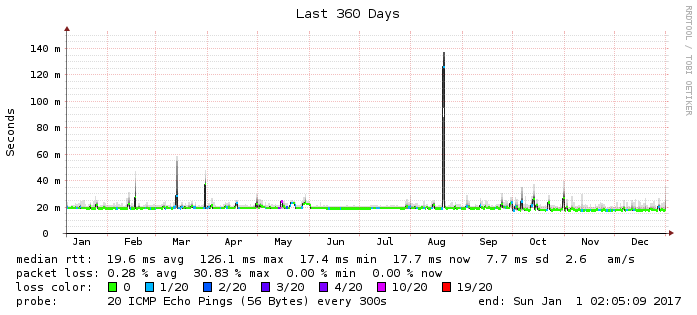 Last 360 Days
RRDTOOL / TOBI OETIKER
Seconds
140 m
120 m
100 m
80 m
60 m
40 m
20 m
0
Jan Feb Mar Apr May Jun Jul Aug Sep Oct Nov Dec
median rtt: 19.6 ms avg 126.1 ms max 17.4 ms min 17.7 ms now 7.7 ms sd 2.6 am/s
packet loss: 0.28 % avg 30.83 % max 0.00 % min 0.00 % now
loss color: 0 1/20 2/20 3/20 4/20 10/20 19/20
probe: 20 ICMP Echo Pings (56 Bytes) every 300s end: Sun Jan 1 02:05:09 2017